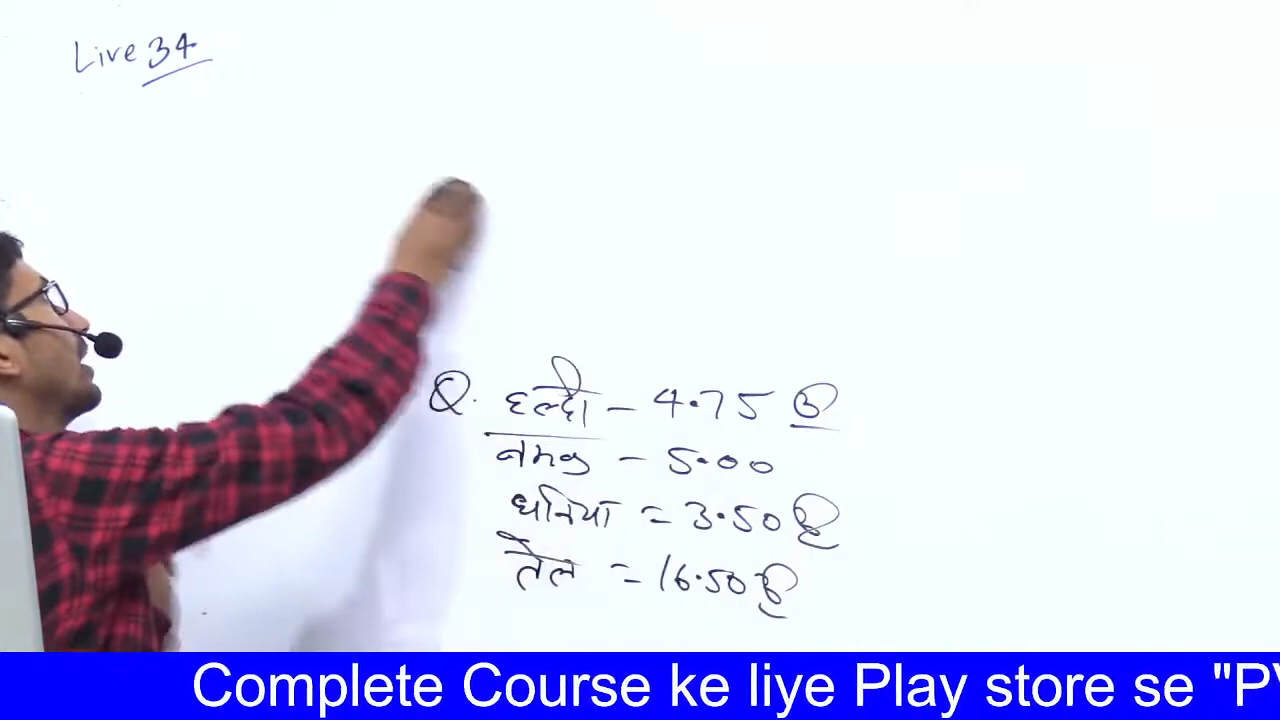 Live 34
Q. हल्दी - 4.75 रु
नमक - 5.00
धनिया = 3.50 रु
तेल = 16.50 रु
Complete Course ke liye Play store se "PV